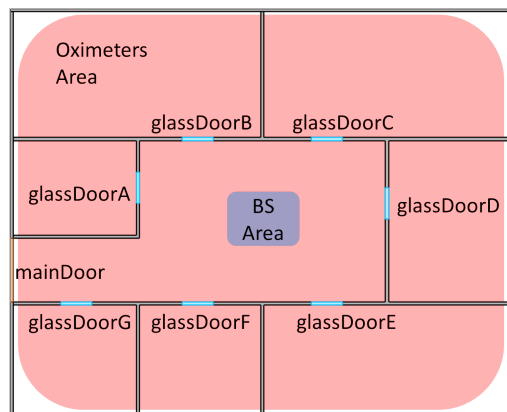 Oximeters
Area
glassDoorB
glassDoorC
glassDoorA
BS
Area
glassDoorD
mainDoor
glassDoorG
glassDoorF
glassDoorE